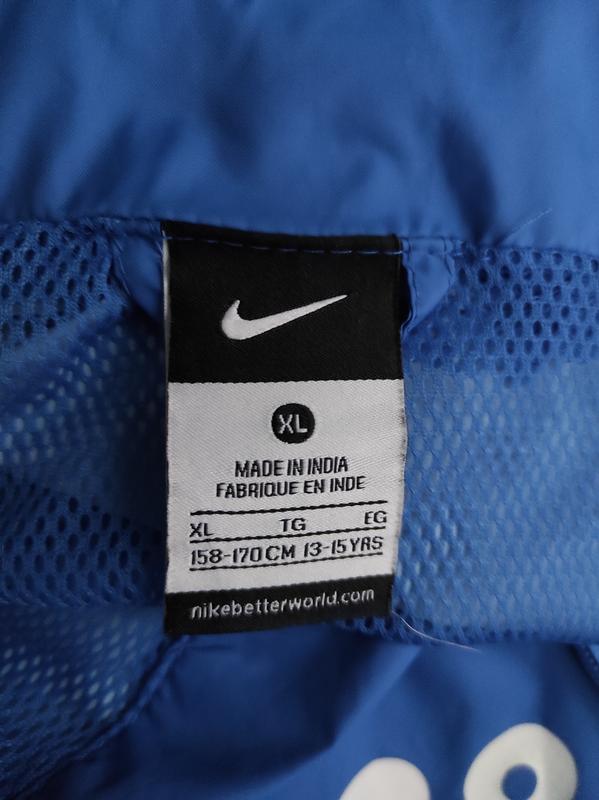 XL
MADE IN INDIA
FABRIQUE EN INDE
XL TG EG
158-170 CM 13-15 YRS
nikebetterworld.com